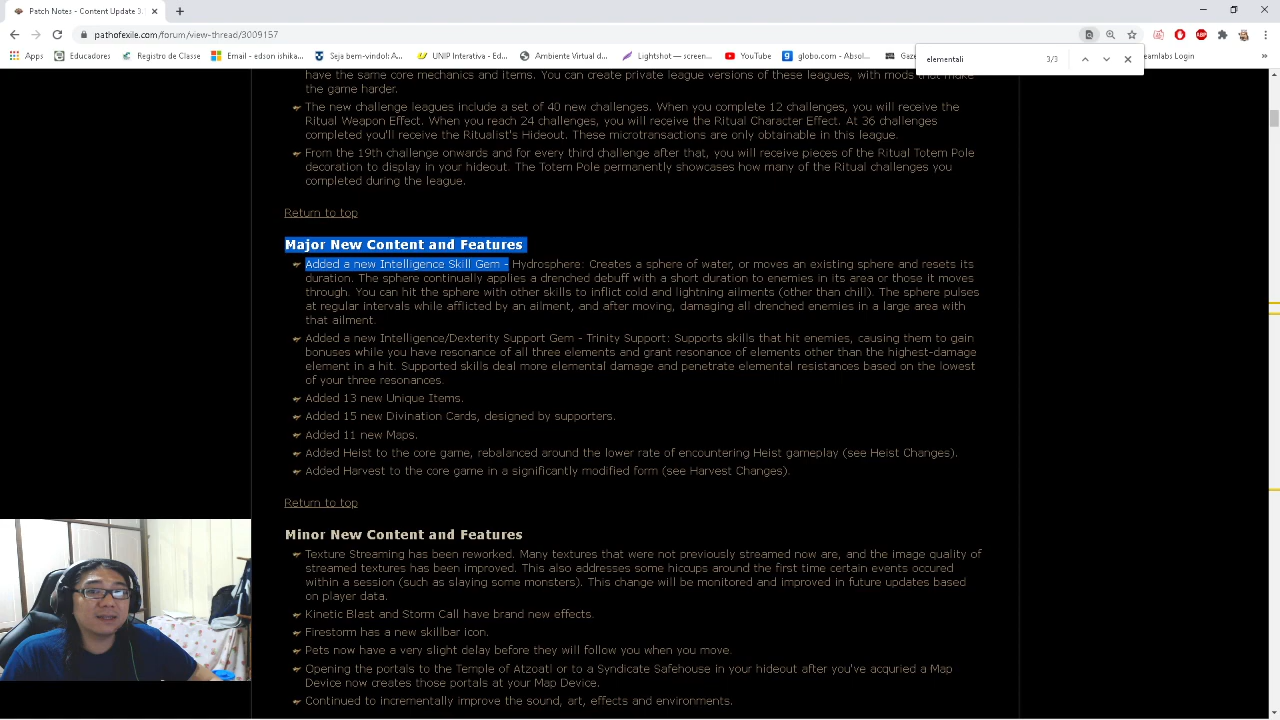 Patch Notes - Content Update 3.
pathofexile.com/forum/view-thread/3009157
Apps
Educadores
Registro de Classe
Email - edson ishika...
Seja bem-vindo(: A...
UNIP Interativa - Ed...
Ambiente Virtual d...
Lightshot — screen...
YouTube
globo.com - Absol...
Gaze
eamlabs Login
elementali
3/3
have the same core mechanics and items. You can create private league versions of these leagues, with mods that make
the game harder.
The new challenge leagues include a set of 40 new challenges. When you complete 12 challenges, you will receive the
Ritual Weapon Effect. When you reach 24 challenges, you will receive the Ritual Character Effect. At 36 challenges
completed you'll receive the Ritualist's Hideout. These microtransactions are only obtainable in this league.
From the 19th challenge onwards and for every third challenge after that, you will receive pieces of the Ritual Totem Pole
decoration to display in your hideout. The Totem Pole permanently showcases how many of the Ritual challenges you
completed during the league.
Return to top
Major New Content and Features
Added a new Intelligence Skill Gem - Hydrosphere: Creates a sphere of water, or moves an existing sphere and resets its
duration. The sphere continually applies a drenched debuff with a short duration to enemies in its area or those it moves
through. You can hit the sphere with other skills to inflict cold and lightning ailments (other than chill). The sphere pulses
at regular intervals while afflicted by an ailment, and after moving, damaging all drenched enemies in a large area with
that ailment.
Added a new Intelligence/Dexterity Support Gem - Trinity Support: Supports skills that hit enemies, causing them to gain
bonuses while you have resonance of all three elements and grant resonance of elements other than the highest-damage
element in a hit. Supported skills deal more elemental damage and penetrate elemental resistances based on the lowest
of your three resonances.
Added 13 new Unique Items.
Added 15 new Divination Cards, designed by supporters.
Added 11 new Maps.
Added Heist to the core game, rebalanced around the lower rate of encountering Heist gameplay (see Heist Changes).
Added Harvest to the core game in a significantly modified form (see Harvest Changes).
Return to top
Minor New Content and Features
Texture Streaming has been reworked. Many textures that were not previously streamed now are, and the image quality of
streamed textures has been improved. This also addresses some hiccups around the first time certain events occured
within a session (such as slaying some monsters). This change will be monitored and improved in future updates based
on player data.
Kinetic Blast and Storm Call have brand new effects.
Firestorm has a new skillbar icon.
Pets now have a very slight delay before they will follow you when you move.
Opening the portals to the Temple of Atzoatl or to a Syndicate Safehouse in your hideout after you've acquried a Map
Device now creates those portals at your Map Device.
Continued to incrementally improve the sound, art, effects and environments.